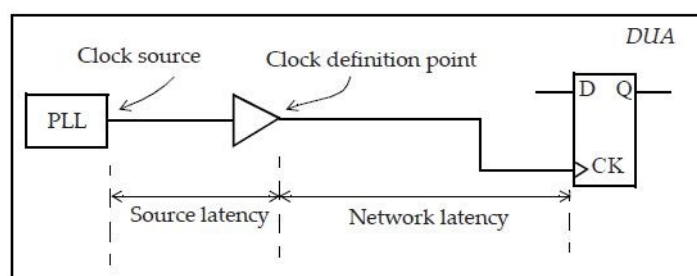 DUA
Clock source
Clock definition point
PLL
D Q
CK
Source latency
Network latency